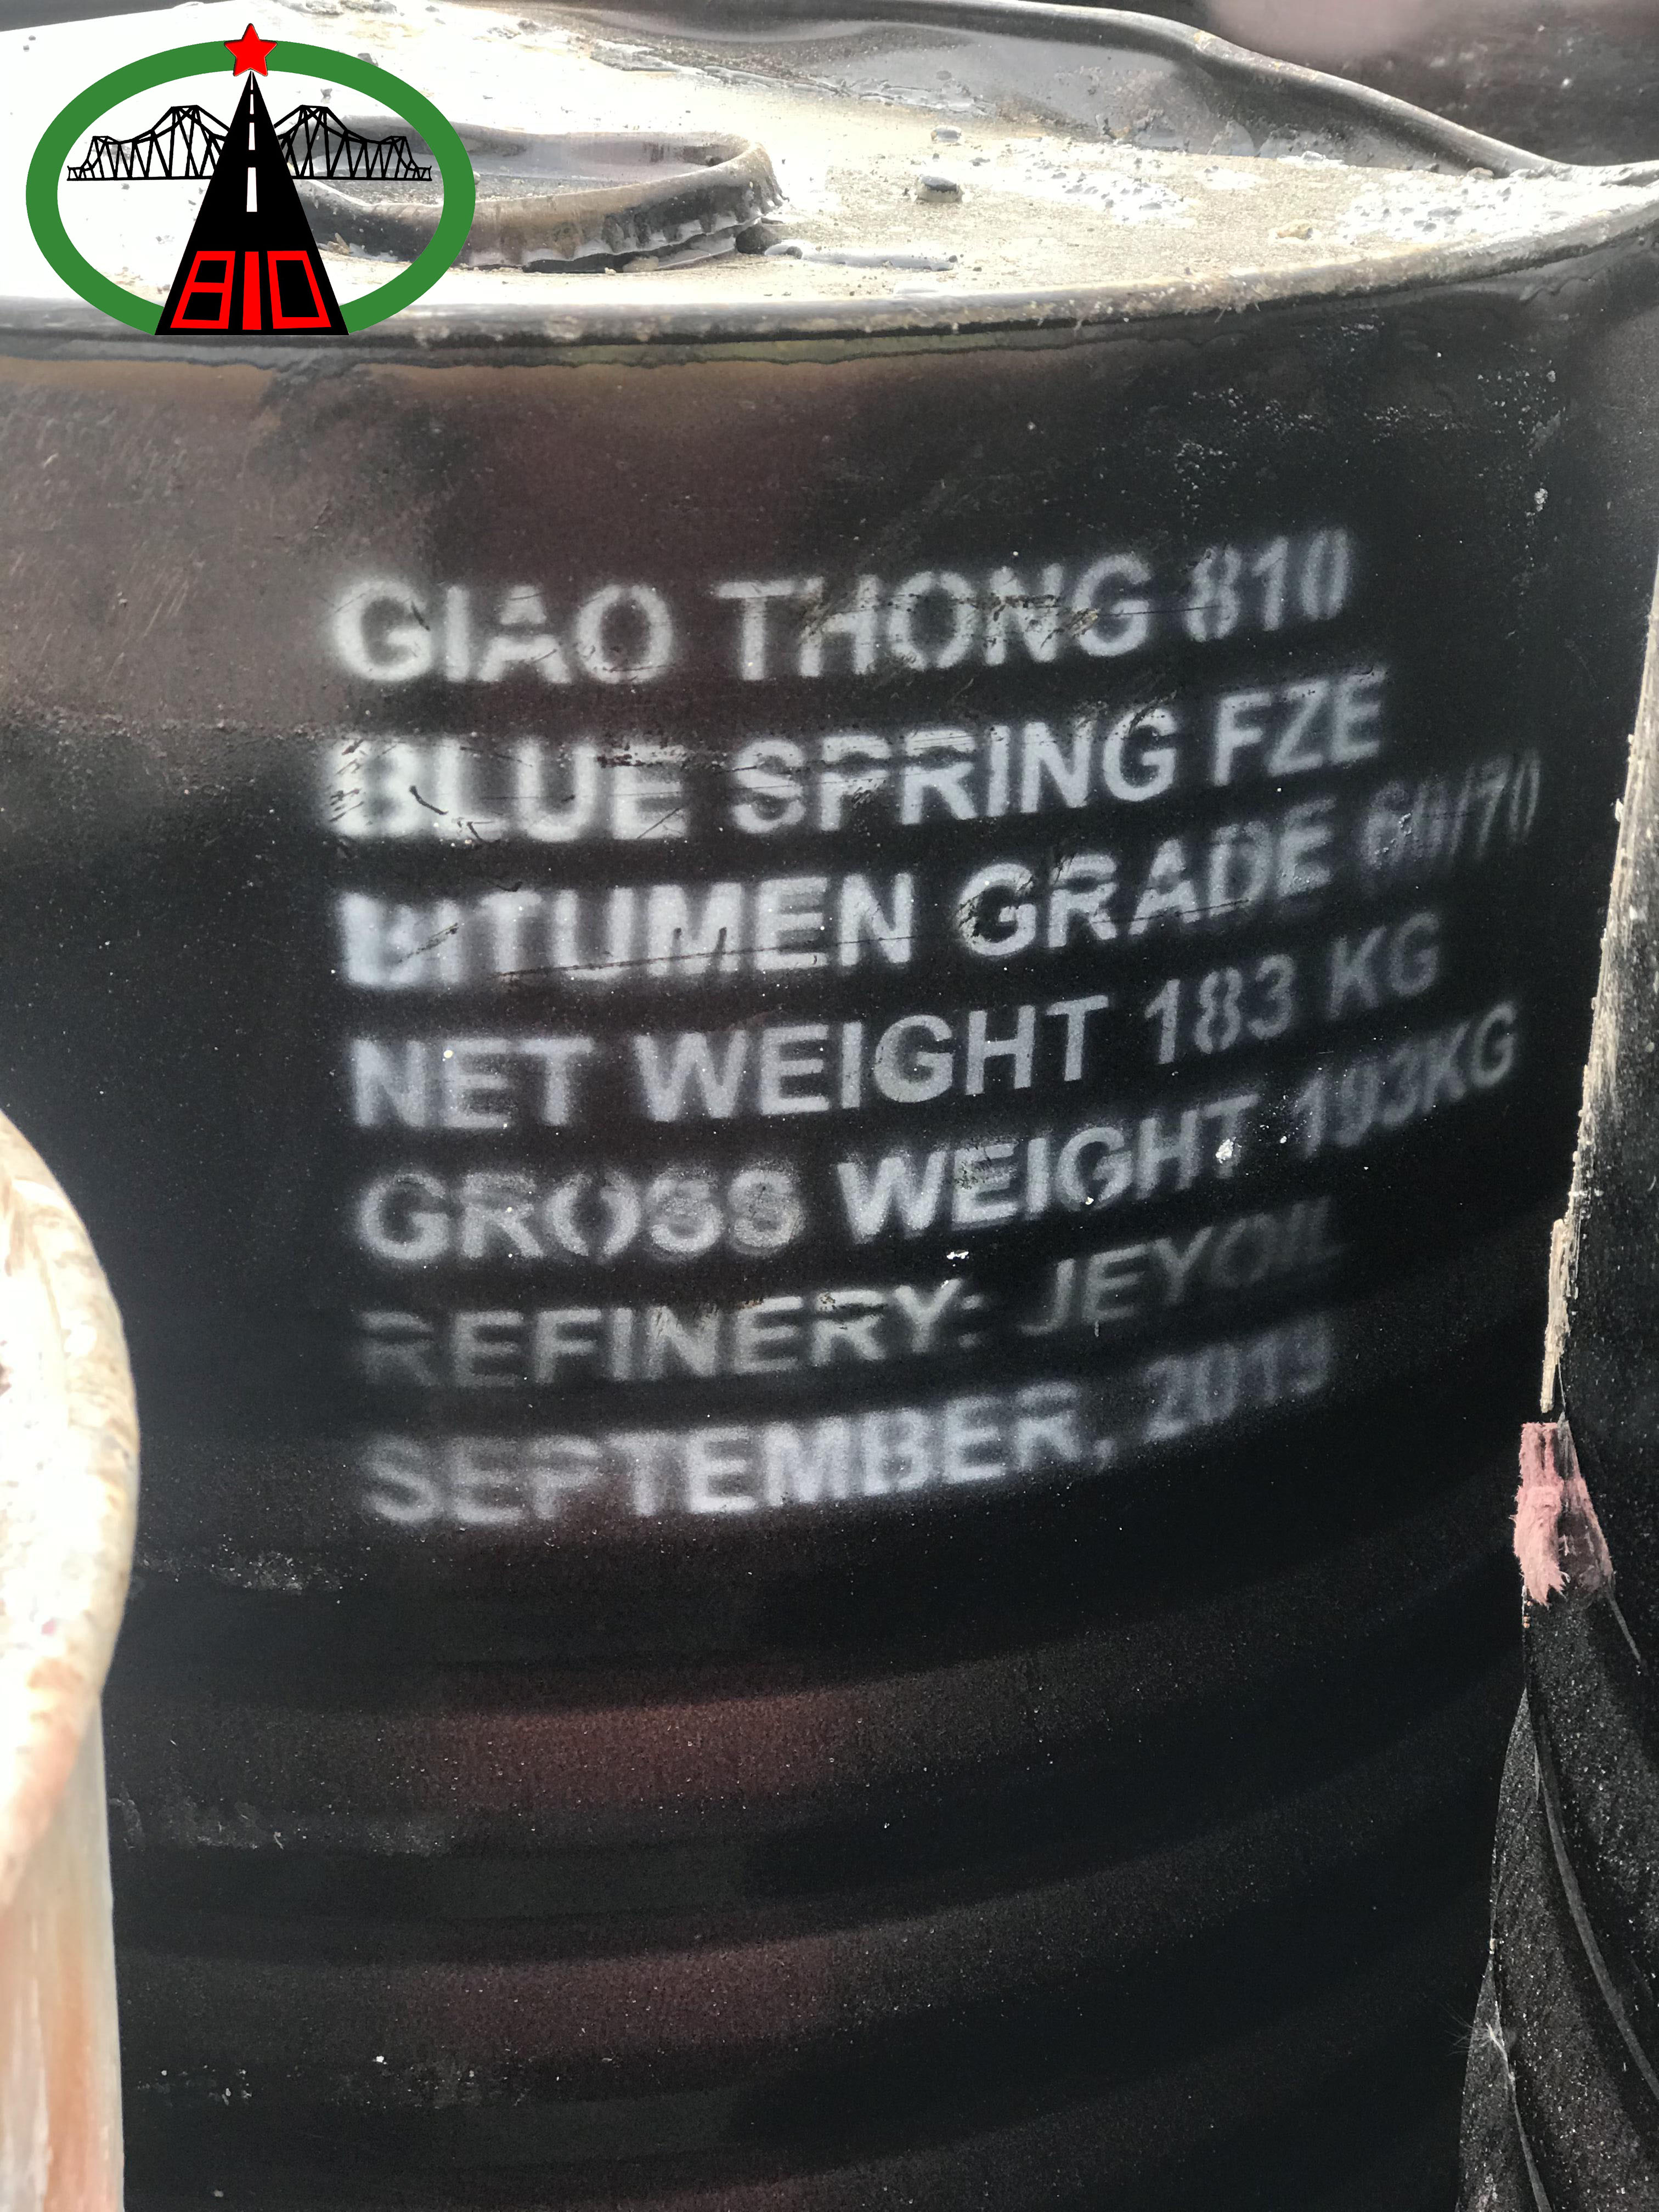 810
GIAO THONG 810
BLUE SPRING FZE
BITUMEN GRADE 60/70
NET WEIGHT 183 KG
GROSS WEIGHT 193KG
REFINERY: JEYOIL
SEPTEMBER, 2019